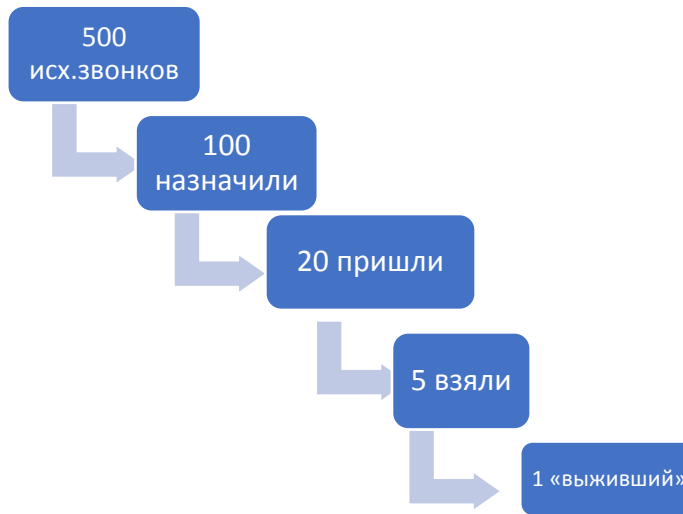 500
исх.звонков
100
назначили
20 пришли
5 взяли
1 «выживший»